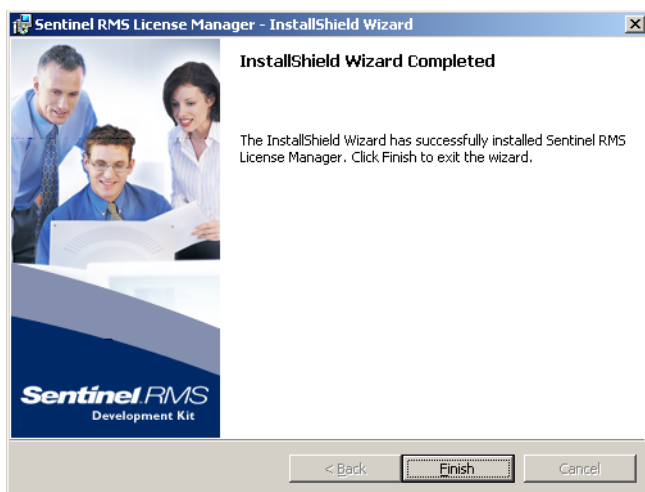 Sentinel RMS License Manager - InstallShield Wizard
InstallShield Wizard Completed
The InstallShield Wizard has successfully installed Sentinel RMS
License Manager. Click Finish to exit the wizard.
Sentinel.RMS
Development Kit
< Back
Finish
Cancel